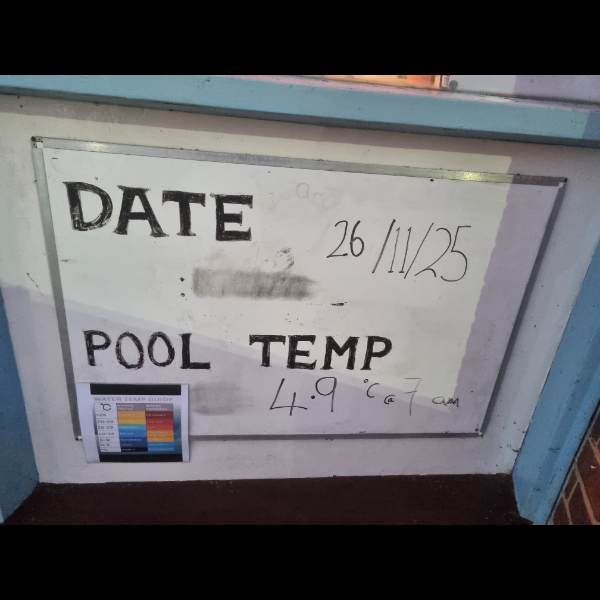 DATE
26/11/25
POOL TEMP
4.9 °C @ 7 am
WATER TEMP GUIDE
°C